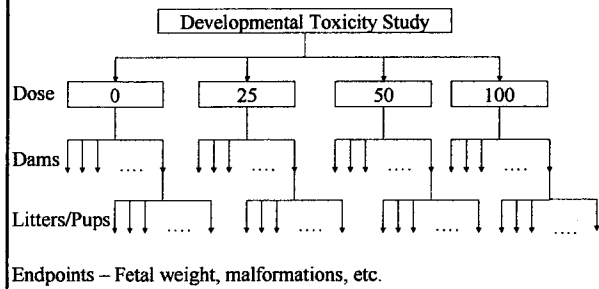 Developmental Toxicity Study
Dose 0 25 50 100
Dams .... .... .... ....
Litters/Pups .... .... .... ....
Endpoints – Fetal weight, malformations, etc.